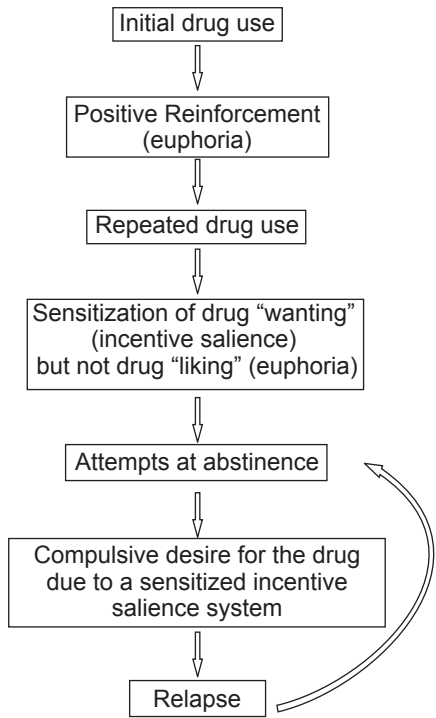 Initial drug use
Positive Reinforcement
(euphoria)
Repeated drug use
Sensitization of drug “wanting”
(incentive salience)
but not drug “liking” (euphoria)
Attempts at abstinence
Compulsive desire for the drug
due to a sensitized incentive
salience system
Relapse